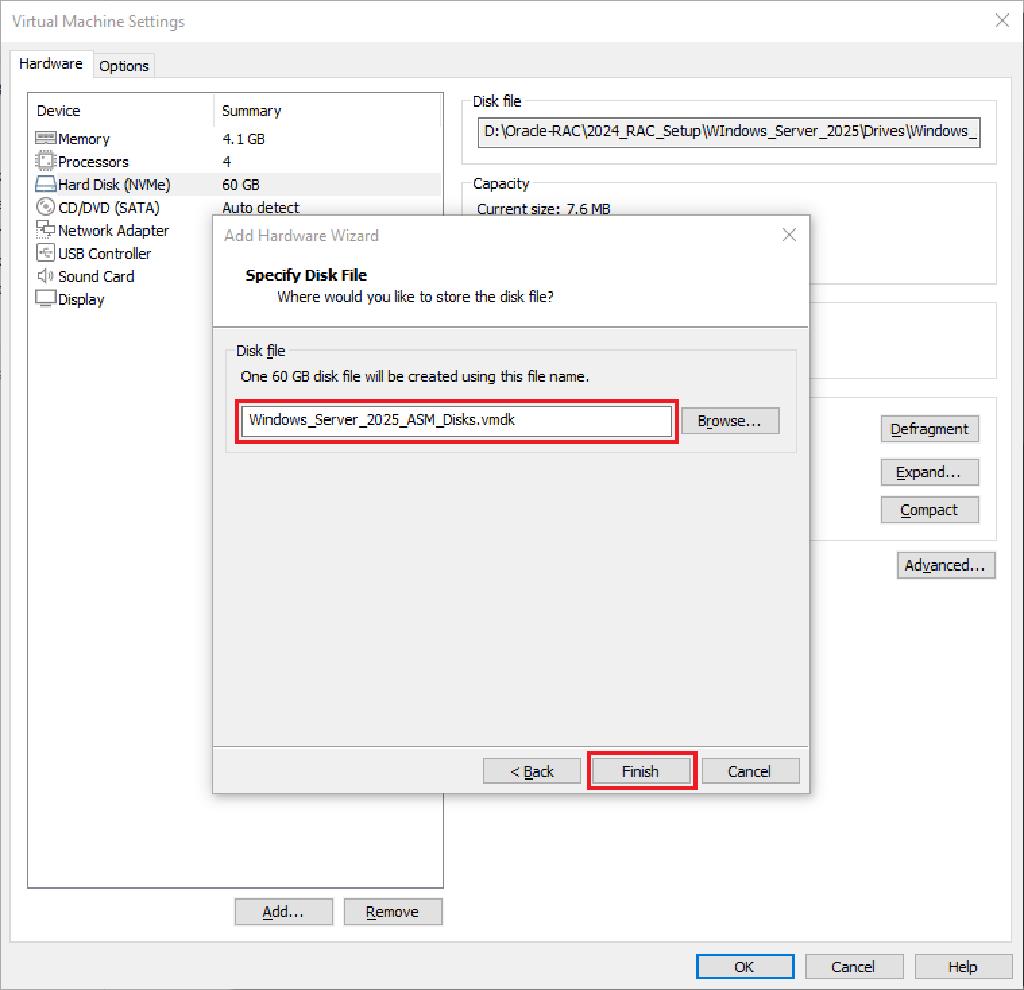 Virtual Machine Settings
Hardware
Options
Device Summary
Memory 4.1 GB
Processors 4
Hard Disk (NVMe) 60 GB
CD/DVD (SATA) Auto detect
Network Adapter
USB Controller
Sound Card
Display
Add...
Remove
Disk file
D:\Oracle-RAC\2024_RAC_Setup\WIndows_Server_2025\Drives\Windows_
Capacity
Current size: 7.6 MB
Defragment
Expand...
Compact
Advanced...
Add Hardware Wizard
Specify Disk File
Where would you like to store the disk file?
Disk file
One 60 GB disk file will be created using this file name.
Windows_Server_2025_ASM_Disks.vmdk
Browse...
< Back
Finish
Cancel
OK
Cancel
Help